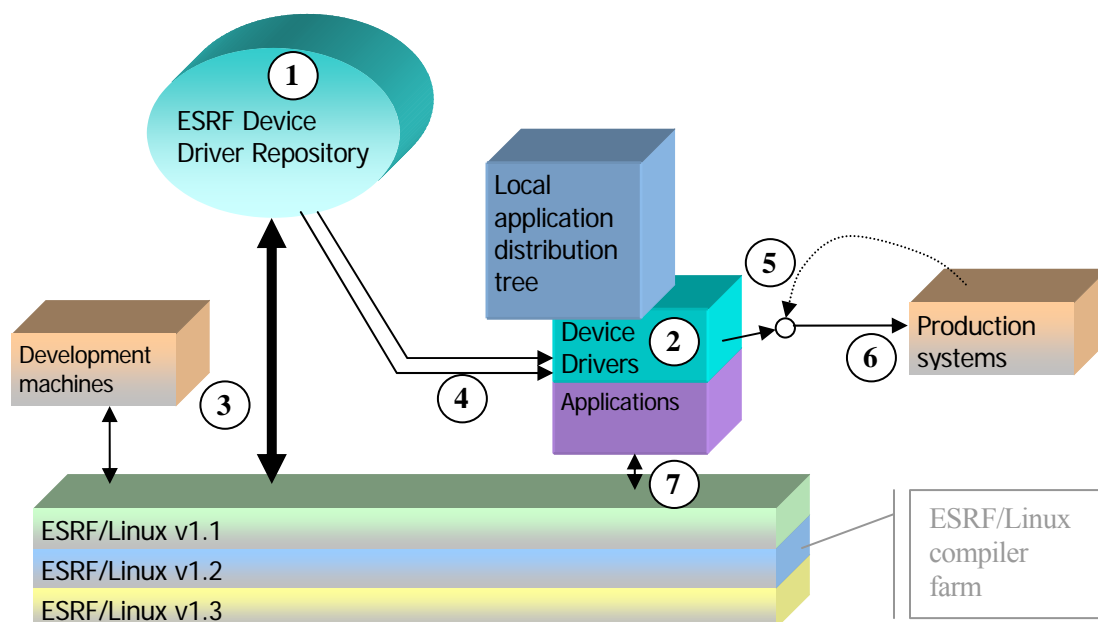 1
ESRF Device
Driver Repository
Local
application
distribution
tree
5
Device
Drivers
2
Production
systems
6
Development
machines
3
4
Applications
7
ESRF/Linux v1.1
ESRF/Linux v1.2
ESRF/Linux v1.3
ESRF/Linux
compiler
farm